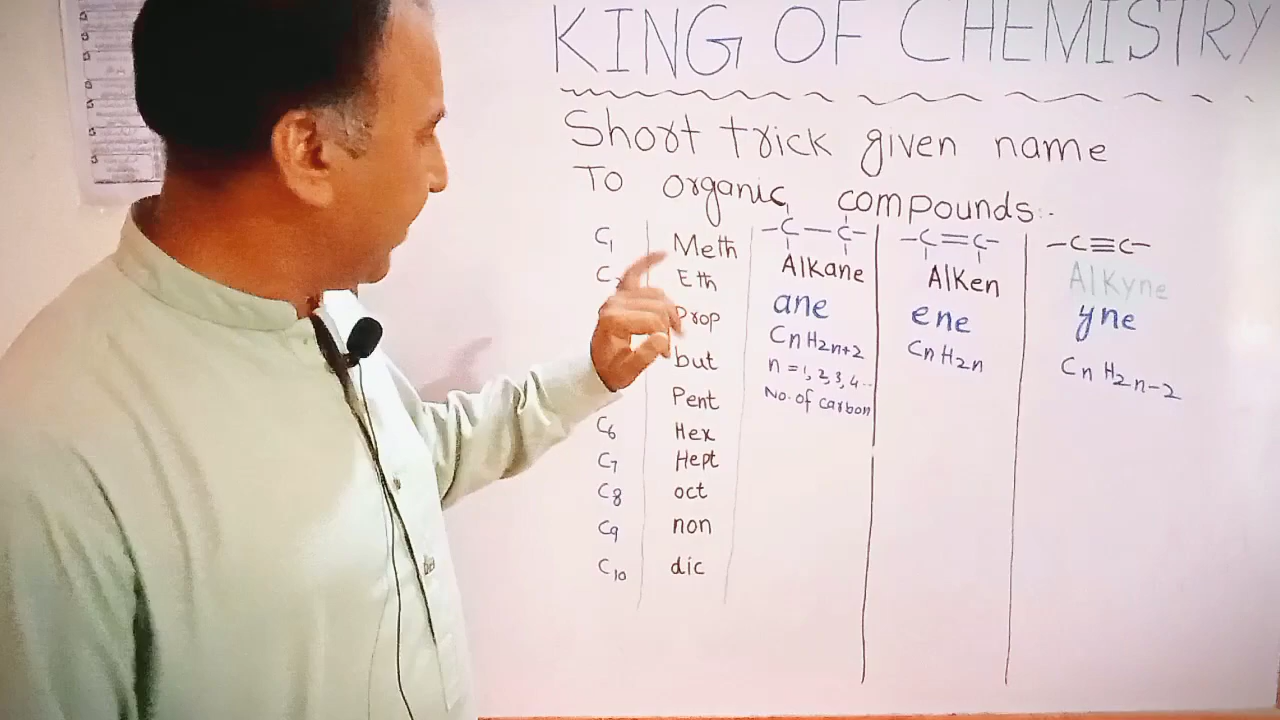 KING OF CHEMISTRY
Short trick given name
To organic compounds:-
C1 Meth -C-C- -C=C- -C≡C-
C2 Eth Alkane Alken Alkyne
Prop ane ene yne
but CnH2n+2 CnH2n CnH2n-2
n = 1, 2, 3, 4...
Pent No. of carbon
C6 Hex
C7 Hept
C8 oct
C9 non
C10 dic